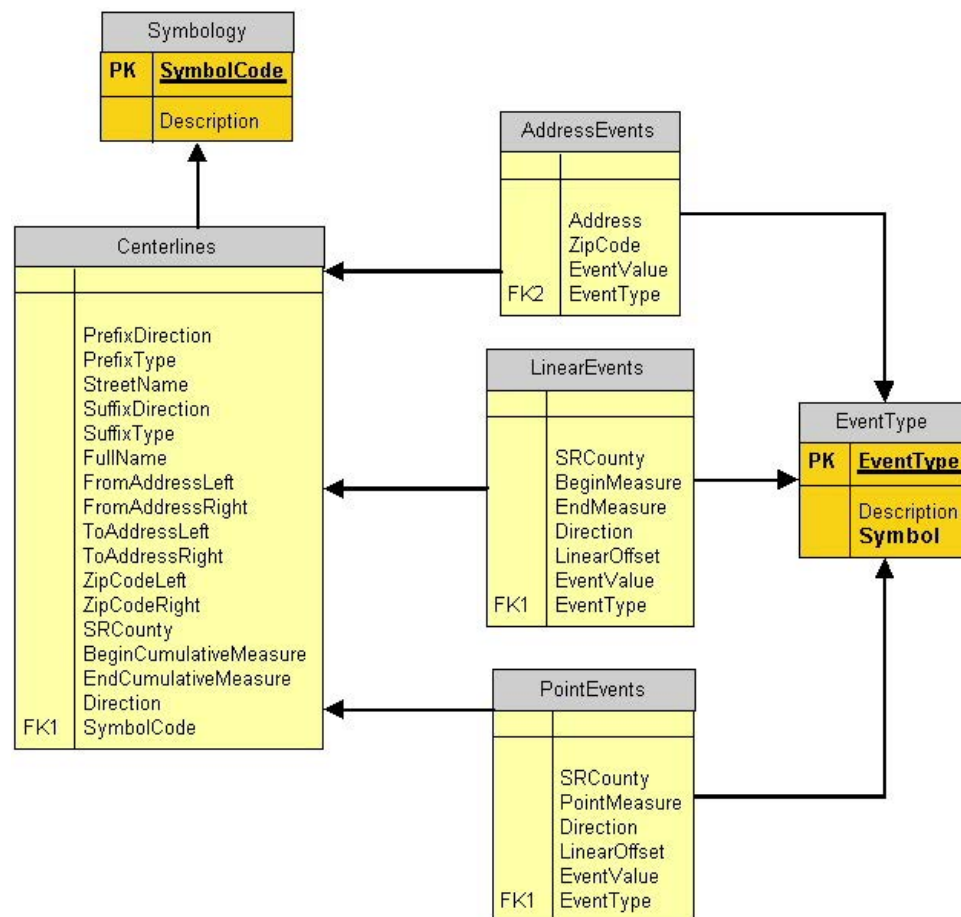 Symbology
PK SymbolCode
Description
Centerlines
PrefixDirection
PrefixType
StreetName
SuffixDirection
SuffixType
FullName
FromAddressLeft
FromAddressRight
ToAddressLeft
ToAddressRight
ZipCodeLeft
ZipCodeRight
SRCounty
BeginCumulativeMeasure
EndCumulativeMeasure
Direction
FK1 SymbolCode
AddressEvents
Address
ZipCode
EventValue
FK2 EventType
LinearEvents
SRCounty
BeginMeasure
EndMeasure
Direction
LinearOffset
EventValue
FK1 EventType
PointEvents
SRCounty
PointMeasure
Direction
LinearOffset
EventValue
FK1 EventType
EventType
PK EventType
Description
Symbol